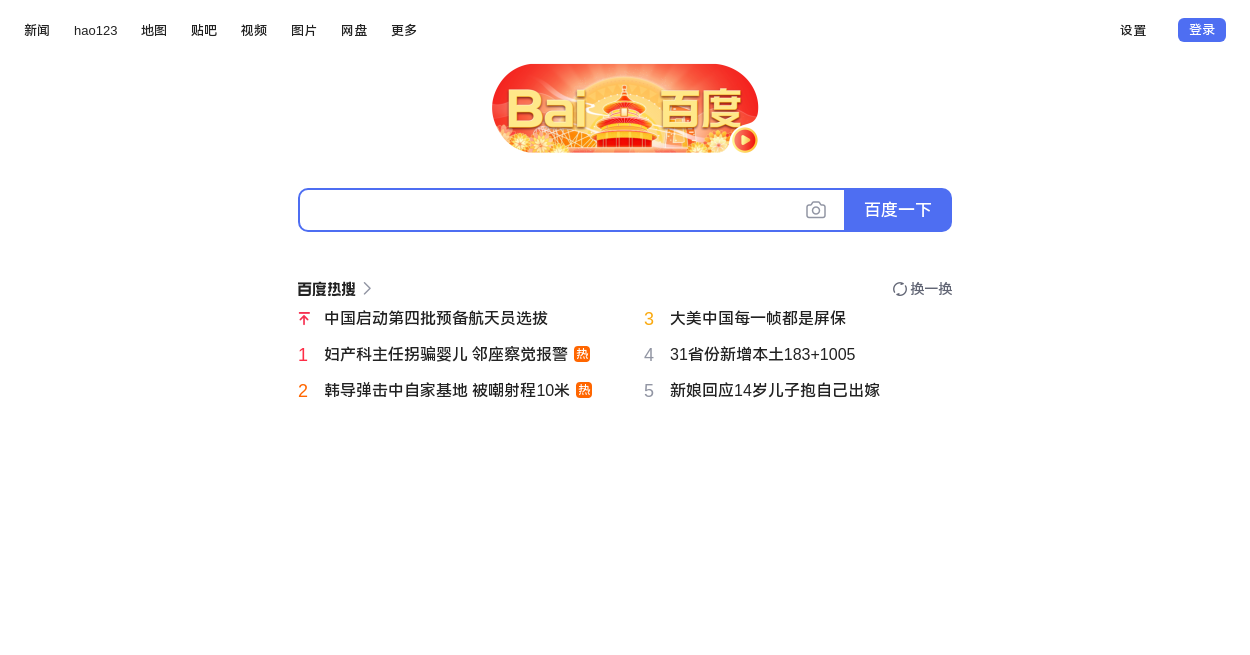 新闻 hao123 地图 贴吧 视频 图片 网盘 更多 设置 登录
Bai 百度
百度一下
百度热搜 换一换
中国启动第四批预备航天员选拔
1 妇产科主任拐骗婴儿 邻座察觉报警 热
2 韩导弹击中自家基地 被嘲射程10米 热
3 大美中国每一帧都是屏保
4 31省份新增本土183+1005
5 新娘回应14岁儿子抱自己出嫁